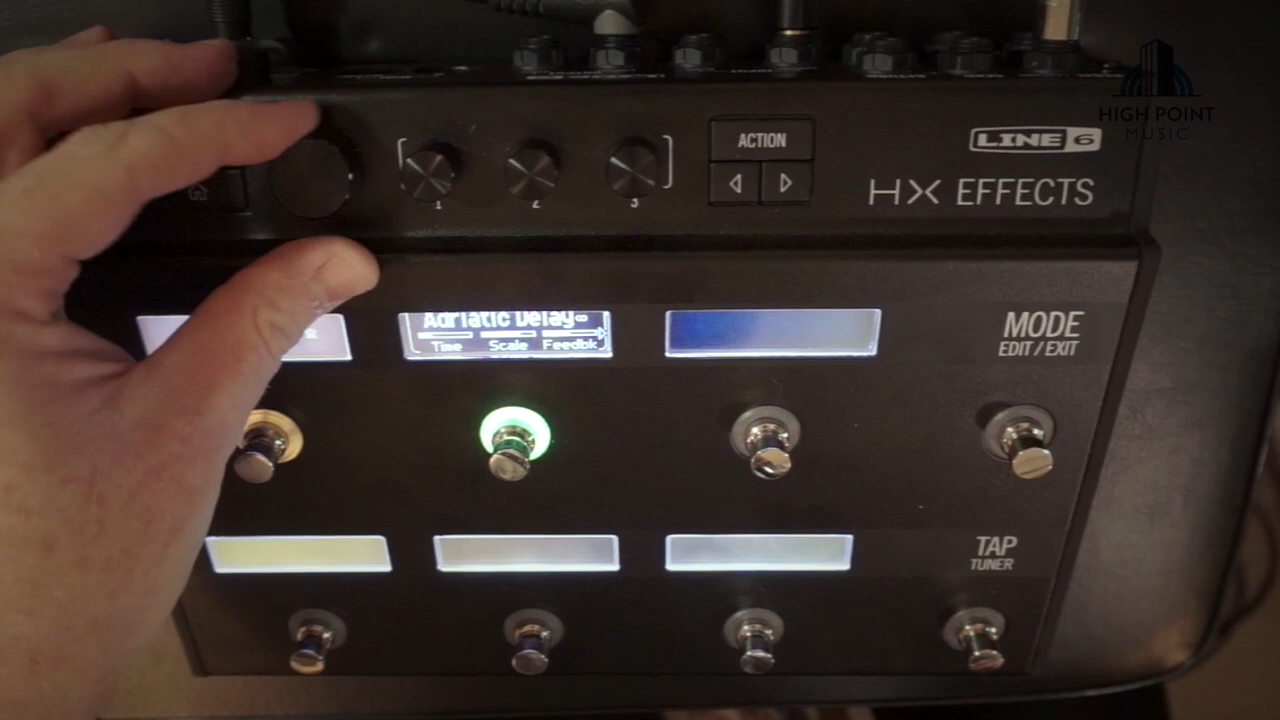 HIGH POINT
MUSIC
ACTION
LINE 6
HX EFFECTS
1 2 3
Adriatic Delay
Time Scale Feedbk
MODE
EDIT / EXIT
TAP
TUNER